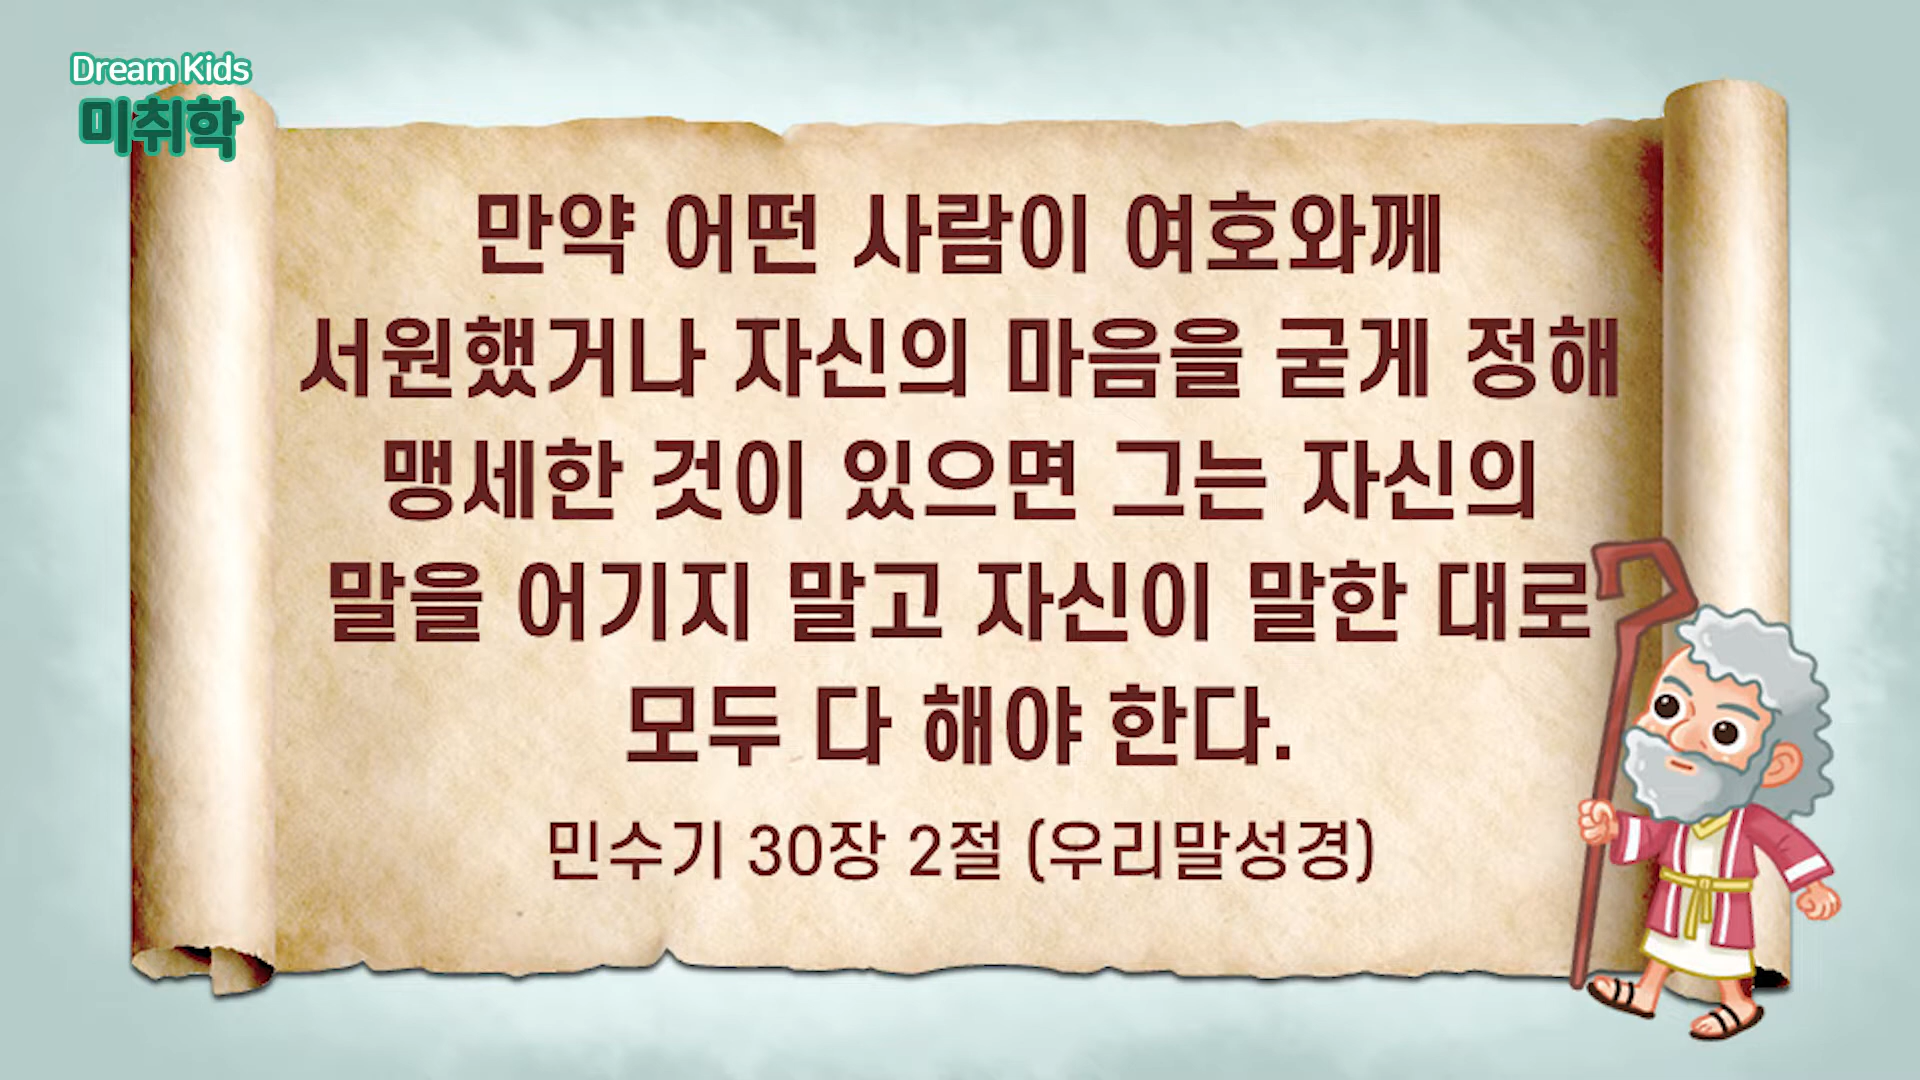 Dream Kids
미취학
만약 어떤 사람이 여호와께
서원했거나 자신의 마음을 굳게 정해
맹세한 것이 있으면 그는 자신의
말을 어기지 말고 자신이 말한 대로
모두 다 해야 한다.
민수기 30장 2절 (우리말성경)